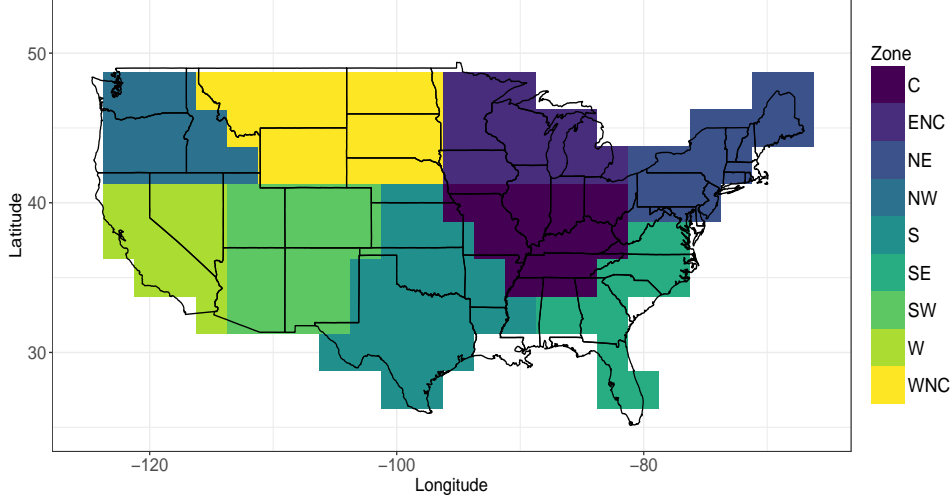 Zone
C
ENC
NE
NW
S
SE
SW
W
WNC
50
40
30
Latitude
−120
−100
−80
Longitude